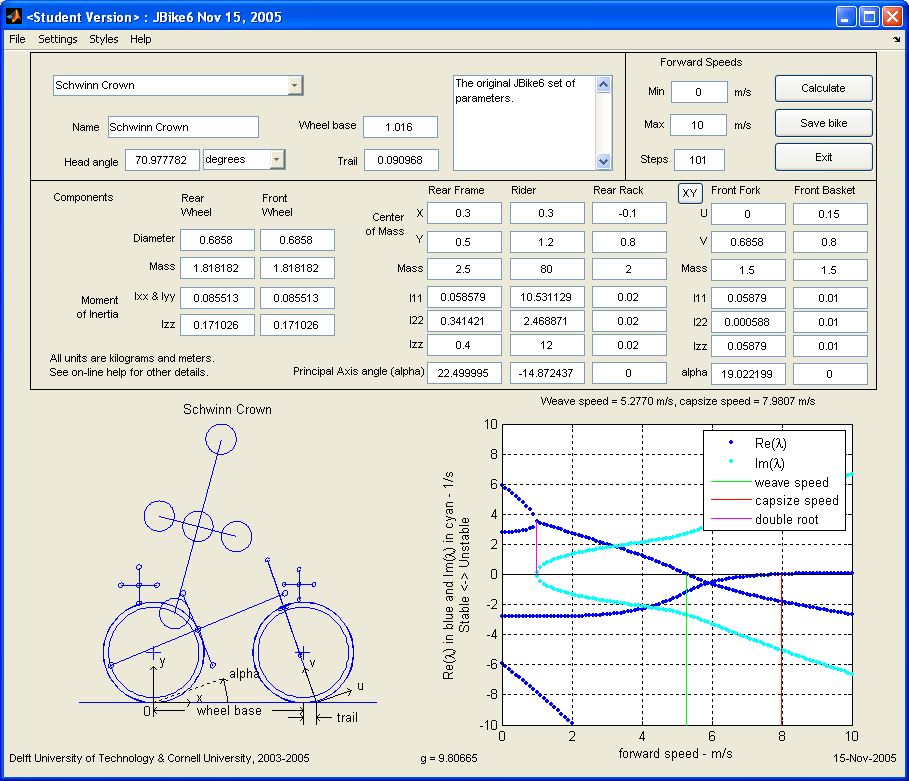 <Student Version> : JBike6 Nov 15, 2005
File Settings Styles Help
Schwinn Crown
The original JBike6 set of
parameters.
Name Schwinn Crown
Wheel base 1.016
Head angle 70.977782 degrees
Trail 0.090968
Forward Speeds
Min 0 m/s
Max 10 m/s
Steps 101
Calculate
Save bike
Exit
Components
Rear
Wheel
Front
Wheel
Diameter 0.6858 0.6858
Mass 1.818182 1.818182
Moment
of Inertia
Ixx & Iyy 0.085513 0.085513
Izz 0.171026 0.171026
All units are kilograms and meters.
See on-line help for other details.
Rear Frame Rider Rear Rack
Center
of Mass
X 0.3 0.3 -0.1
Y 0.5 1.2 0.8
Mass 2.5 80 2
I11 0.058579 10.531129 0.02
I22 0.341421 2.468871 0.02
Izz 0.4 12 0.02
Principal Axis angle (alpha) 22.499995 -14.872437 0
XY Front Fork Front Basket
U 0 0.15
V 0.6858 0.8
Mass 1.5 1.5
I11 0.05879 0.01
I22 0.000588 0.01
Izz 0.05879 0.01
alpha 19.022199 0
Schwinn Crown
y
alpha
v
u
0
x
wheel base
trail
Weave speed = 5.2770 m/s, capsize speed = 7.9807 m/s
Re(λ) in blue and Im(λ) in cyan - 1/s
Stable <-> Unstable
10
8
6
4
2
0
-2
-4
-6
-8
-10
Re(λ)
Im(λ)
weave speed
capsize speed
double root
0 2 4 6 8 10
forward speed - m/s
Delft University of Technology & Cornell University, 2003-2005
g = 9.80665
15-Nov-2005